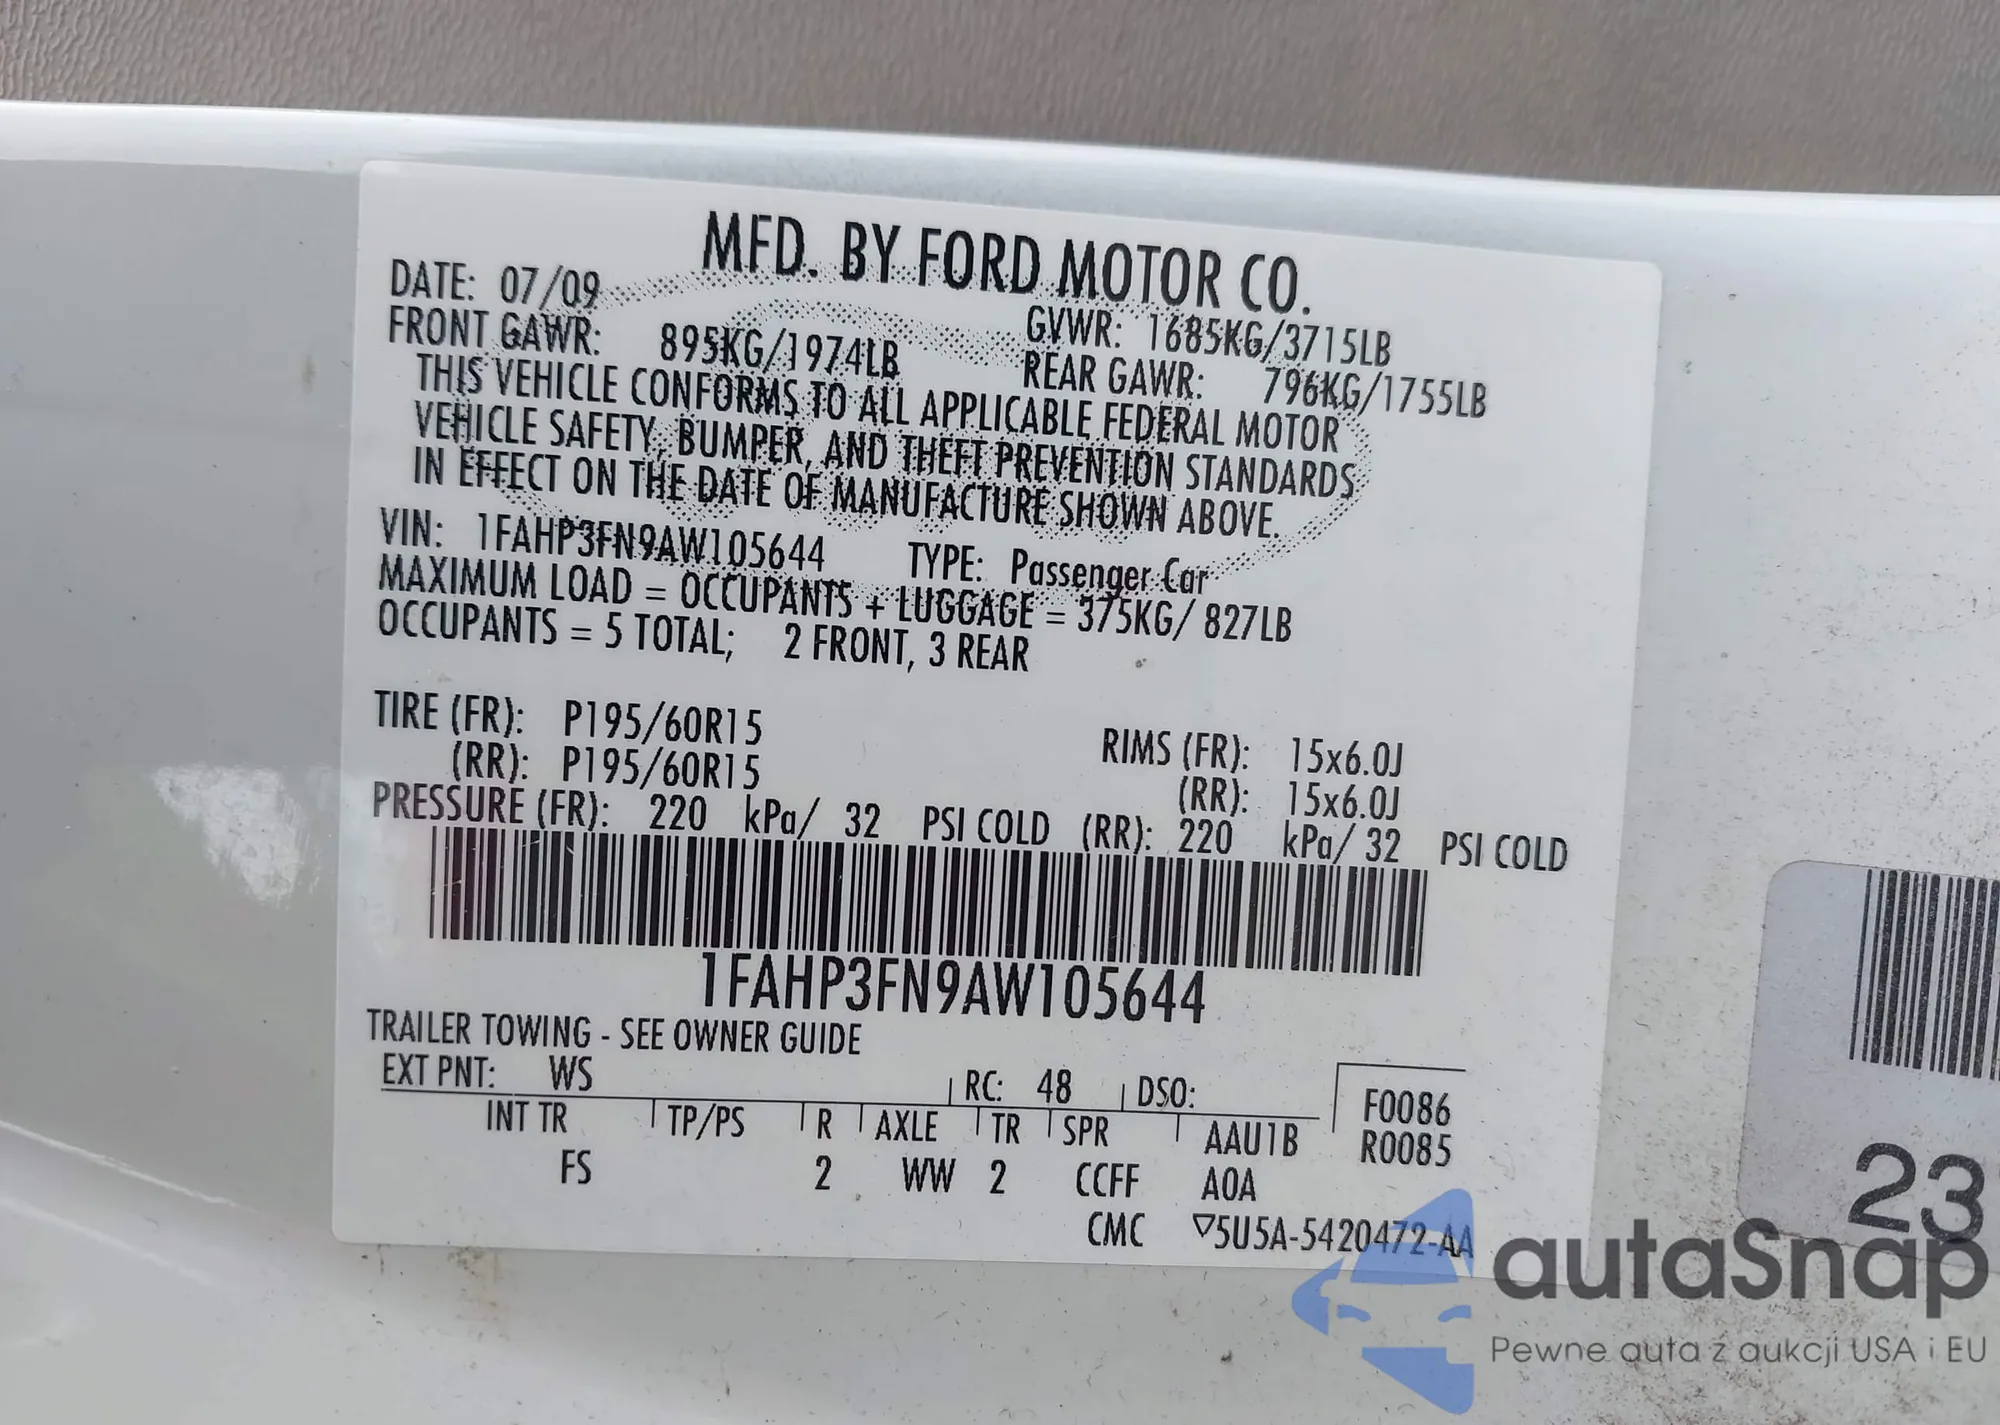 MFD. BY FORD MOTOR CO.
DATE: 07/09
GVWR: 1685KG/3715LB
FRONT GAWR: 895KG/1974LB
REAR GAWR: 796KG/1755LB
THIS VEHICLE CONFORMS TO ALL APPLICABLE FEDERAL MOTOR
VEHICLE SAFETY, BUMPER, AND THEFT PREVENTION STANDARDS
IN EFFECT ON THE DATE OF MANUFACTURE SHOWN ABOVE.
VIN: 1FAHP3FN9AW105644 TYPE: Passenger Car
MAXIMUM LOAD = OCCUPANTS + LUGGAGE = 375KG/ 827LB
OCCUPANTS = 5 TOTAL; 2 FRONT, 3 REAR
TIRE (FR): P195/60R15 RIMS (FR): 15x6.0J
(RR): P195/60R15 (RR): 15x6.0J
PRESSURE (FR): 220 kPa/ 32 PSI COLD (RR): 220 kPa/ 32 PSI COLD
1FAHP3FN9AW105644
TRAILER TOWING - SEE OWNER GUIDE
EXT PNT: WS RC: 48 DSO: F0086
INT TR TP/PS R AXLE TR SPR AAU1B R0085
FS 2 WW 2 CCFF A0A
CMC ▽5U5A-5420472-AA
23
autaSnap
Pewne auta z aukcji USA i EU